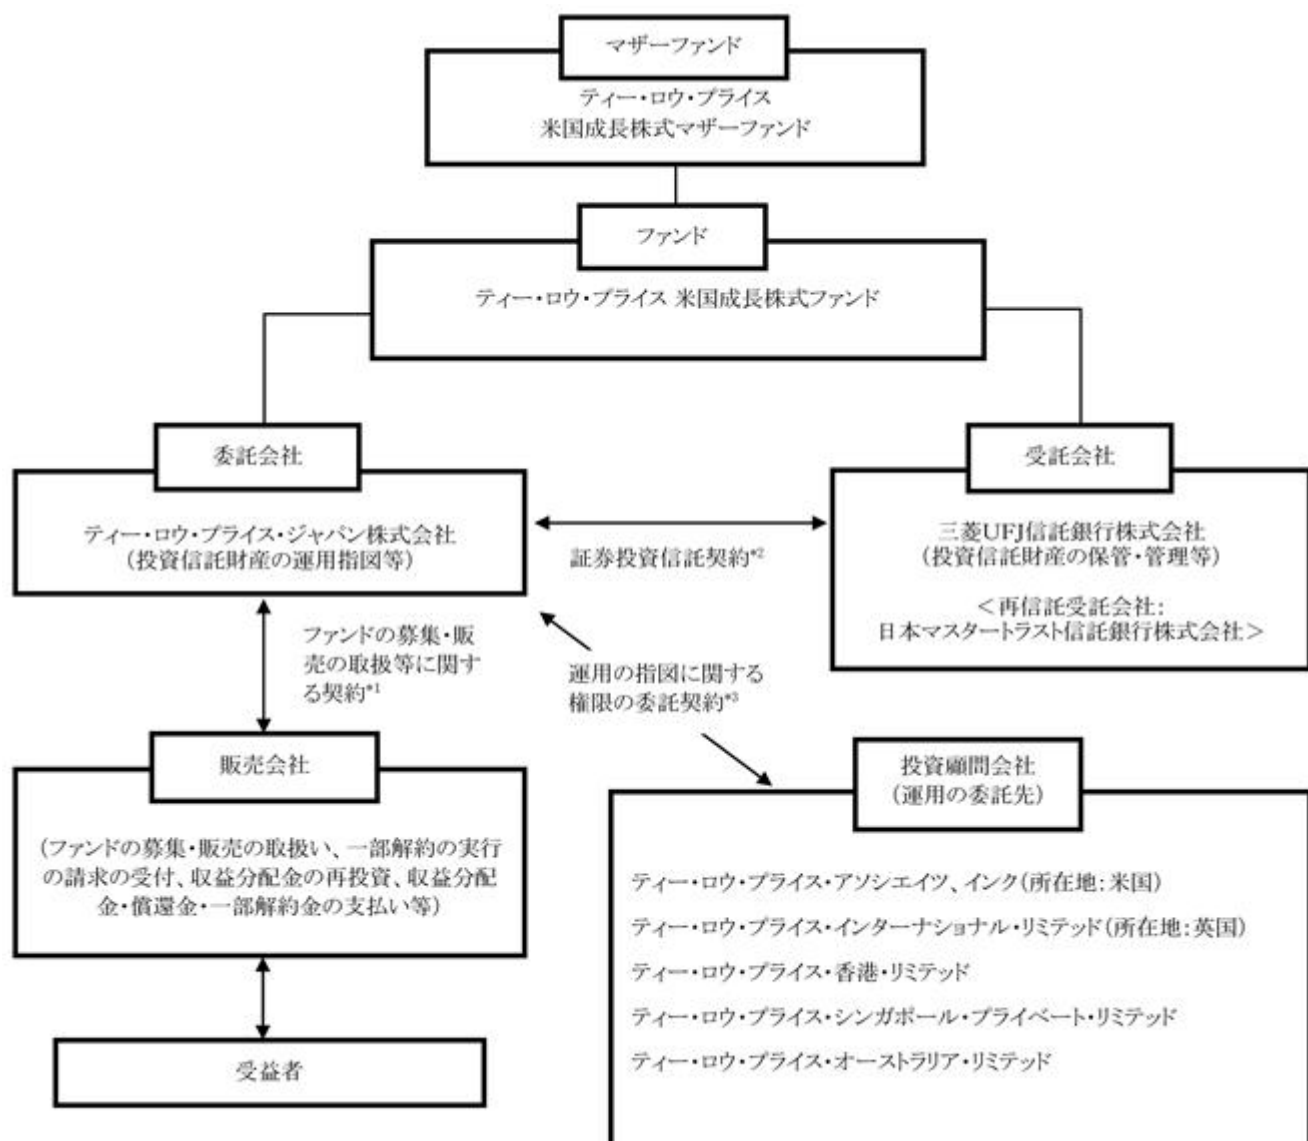 マザーファンド
ティー・ロウ・プライス
米国成長株式マザーファンド
ファンド
ティー・ロウ・プライス 米国成長株式ファンド
委託会社
ティー・ロウ・プライス・ジャパン株式会社
(投資信託財産の運用指図等)
証券投資信託契約*2
受託会社
三菱UFJ信託銀行株式会社
(投資信託財産の保管・管理等)
<再信託受託会社:
日本マスタートラスト信託銀行株式会社>
ファンドの募集・販
売の取扱等に関す
る契約*1
運用の指図に関する
権限の委託契約*3
販売会社
(ファンドの募集・販売の取扱い、一部解約の実行
の請求の受付、収益分配金の再投資、収益分配
金・償還金・一部解約金の支払い等)
受益者
投資顧問会社
(運用の委託先)
ティー・ロウ・プライス・アソシエイツ、インク(所在地:米国)
ティー・ロウ・プライス・インターナショナル・リミテッド(所在地:英国)
ティー・ロウ・プライス・香港・リミテッド
ティー・ロウ・プライス・シンガポール・プライベート・リミテッド
ティー・ロウ・プライス・オーストラリア・リミテッド